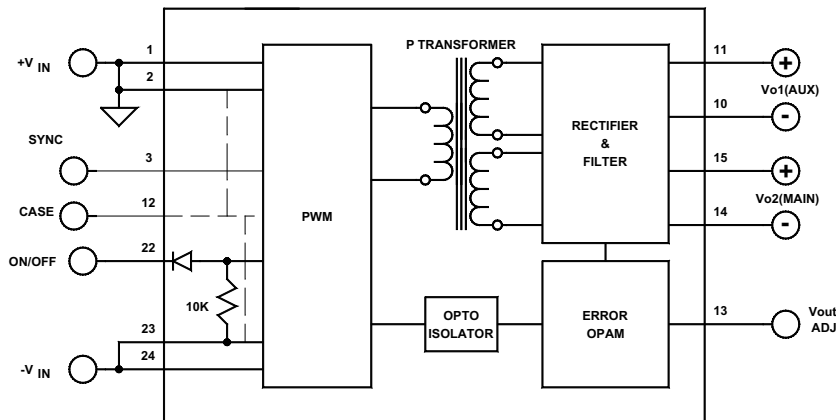 +V IN
1
2
SYNC
3
CASE
12
ON/OFF
22
10K
23
24
-V IN
PWM
P TRANSFORMER
OPTO
ISOLATOR
RECTIFIER
&
FILTER
ERROR
OPAM
11
+
Vo1(AUX)
10
-
15
+
Vo2(MAIN)
14
-
13
Vout
ADJ